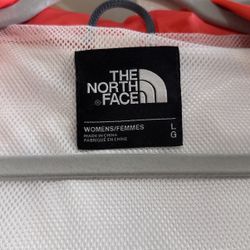 THE
NORTH
FACE
®
WOMENS/FEMMES
MADE IN CHINA
FABRIQUÉ EN CHINE
L
G